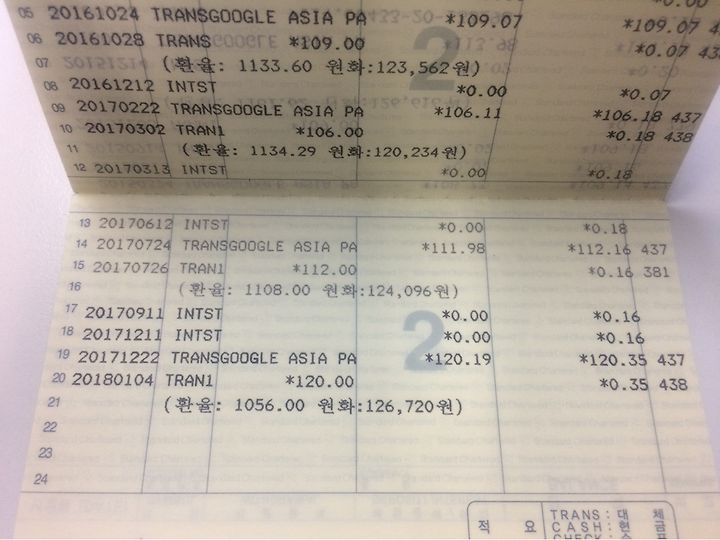 05 20161024 TRANSGOOGLE ASIA PA *109.07 *109.07
06 20161028 TRANS *109.00 *0.07
07 (환율: 1133.60 원화:123,562원)
08 20161212 INTST *0.00 *0.07
09 20170222 TRANSGOOGLE ASIA PA *106.11 *106.18 437
10 20170302 TRAN1 *106.00 *0.18 438
11 (환율: 1134.29 원화:120,234원)
12 20170313 INTST *0.00 *0.18
13 20170612 INTST *0.00 *0.18
14 20170724 TRANSGOOGLE ASIA PA *111.98 *112.16 437
15 20170726 TRAN1 *112.00 *0.16 381
16 (환율: 1108.00 원화:124,096원)
17 20170911 INTST *0.00 *0.16
18 20171211 INTST *0.00 *0.16
2
19 20171222 TRANSGOOGLE ASIA PA *120.19 *120.35 437
20 20180104 TRAN1 *120.00 *0.35 438
21 (환율: 1056.00 원화:126,720원)
22
23
24
적 요 TRANS : 대 체
CASH : 현 금